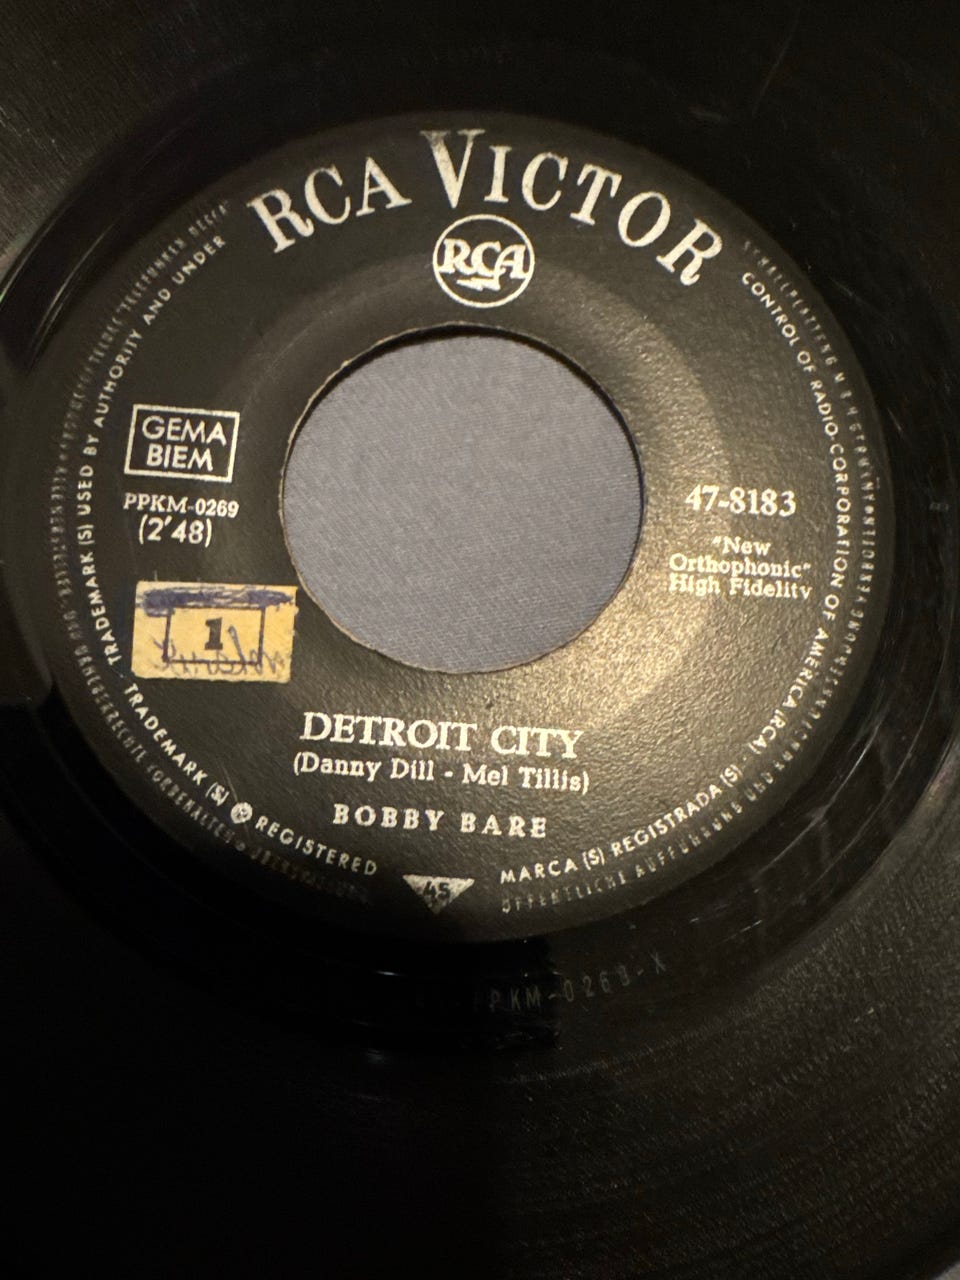 RCA VICTOR
RCA
GEMA
BIEM
PPKM-0269
(2'48)
47-8183
"New
Orthophonic"
High Fidelity
1
DETROIT CITY
(Danny Dill - Mel Tillis)
BOBBY BARE
45
TRADEMARK (S) USED BY AUTHORITY AND UNDER
CONTROL OF RADIO-CORPORATION OF AMERICA (RCA)
TRADEMARK (S) REGISTERED
MARCA (S) REGISTRADA (S)
PPKM-0269-X